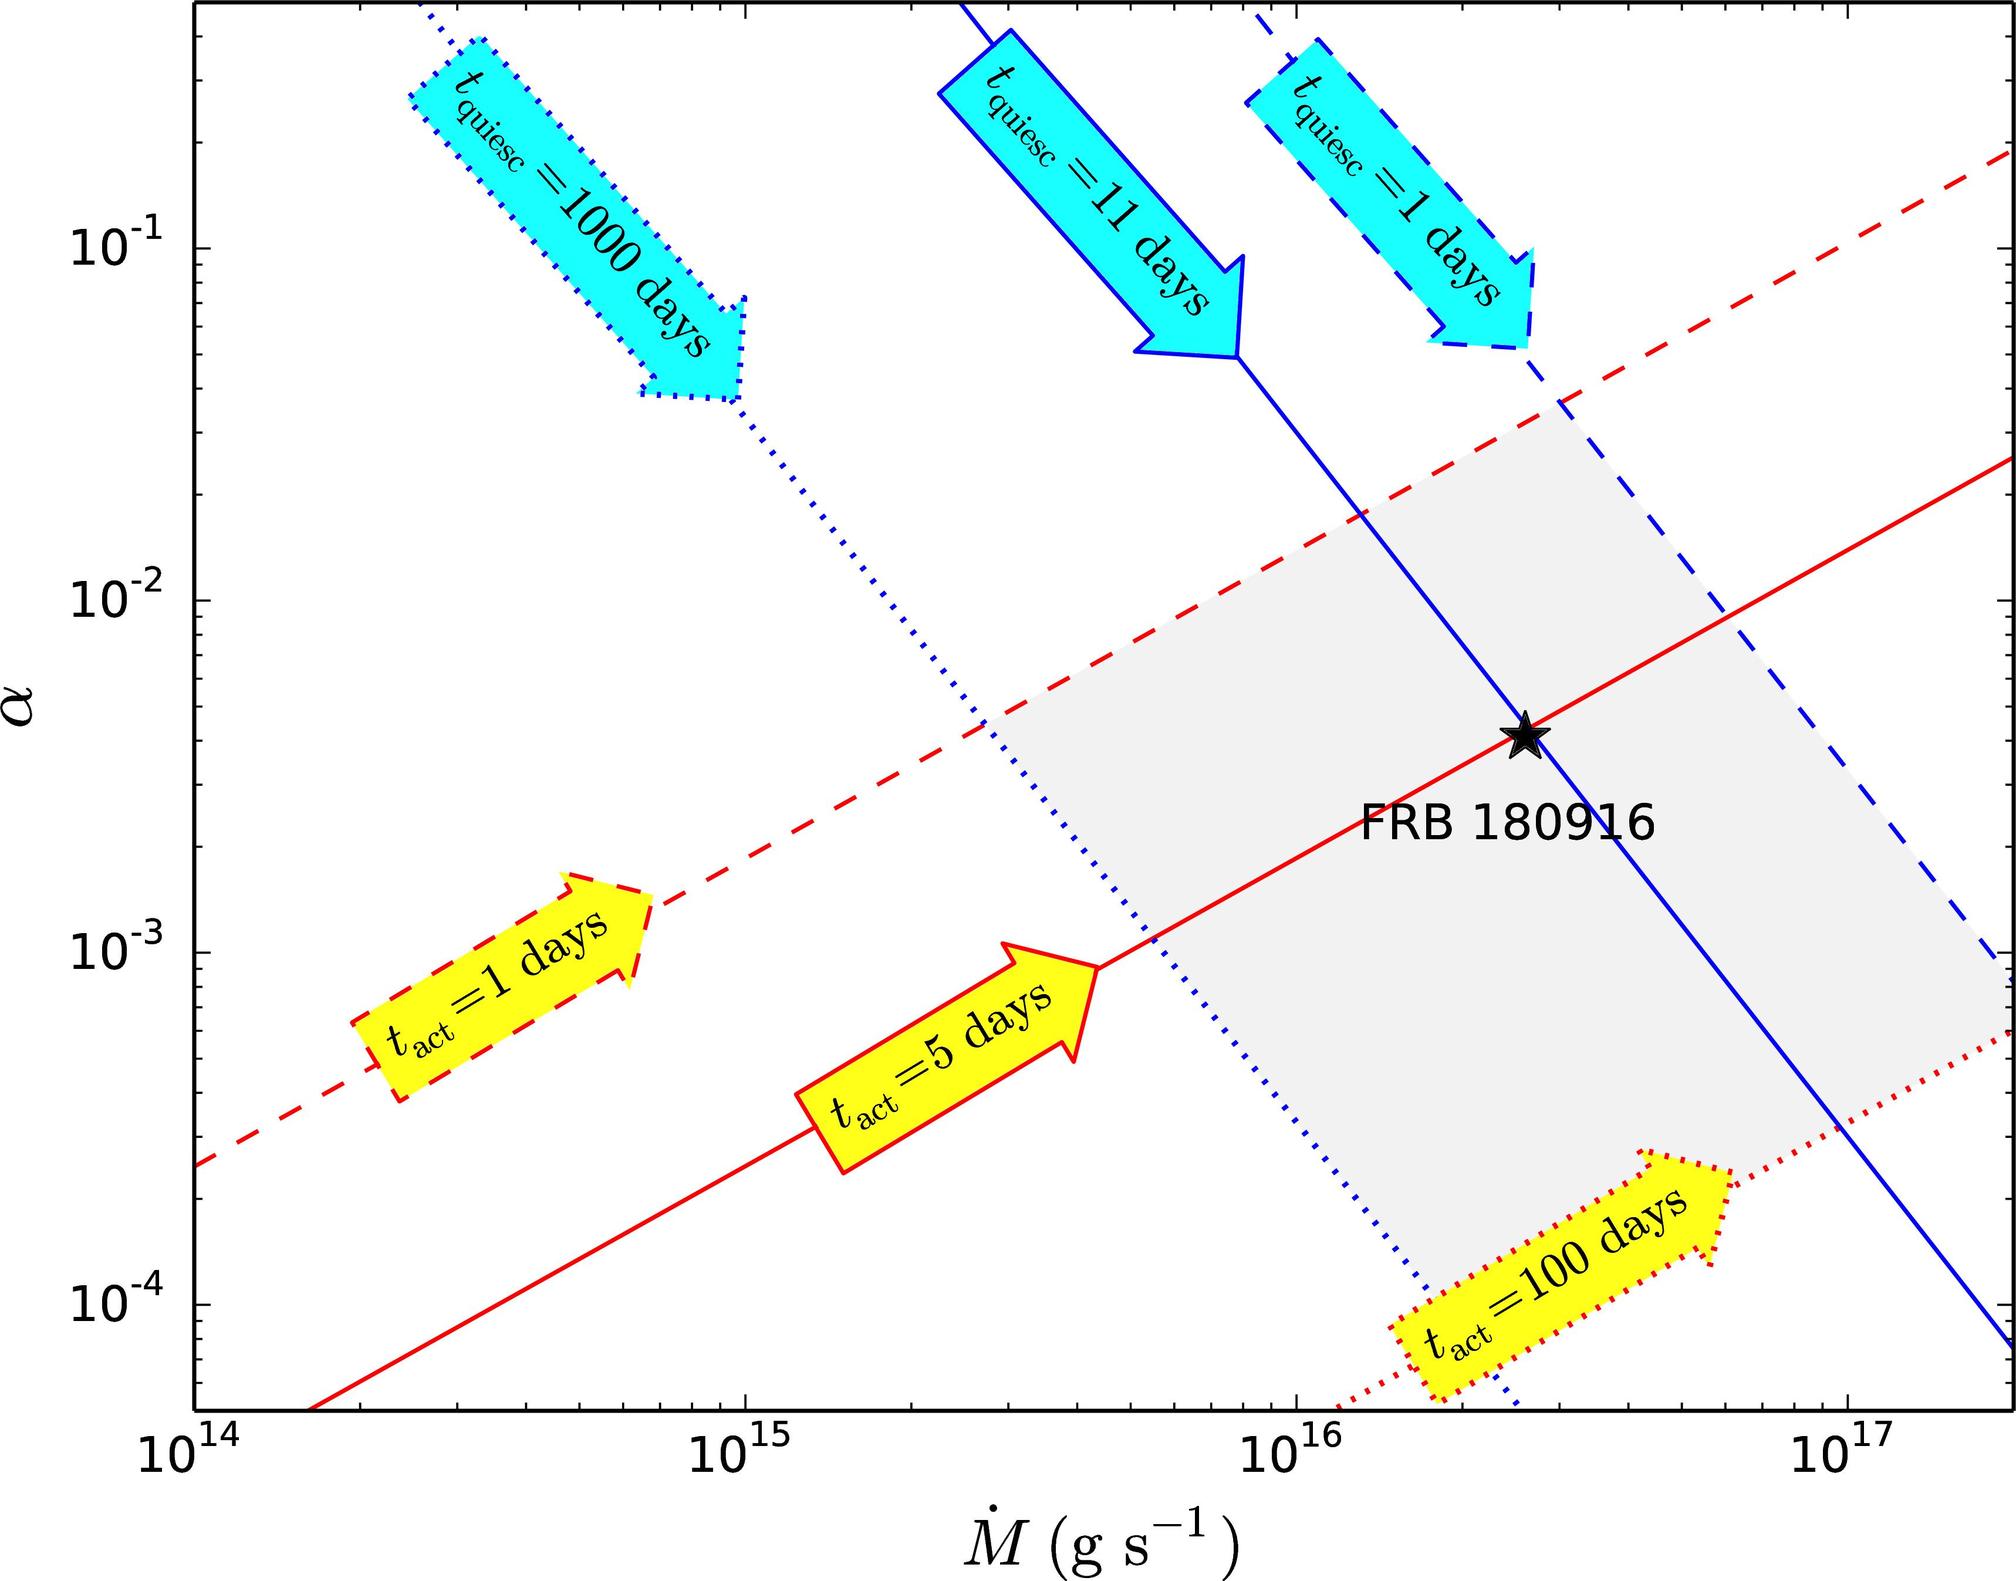 t_quiesc =1000 days
t_quiesc =11 days
t_quiesc =1 days
10^-1
10^-2
α
FRB 180916
10^-3
t_act =1 days
t_act =5 days
t_act =100 days
10^-4
10^14
10^15
10^16
10^17
Ṁ (g s^−1)